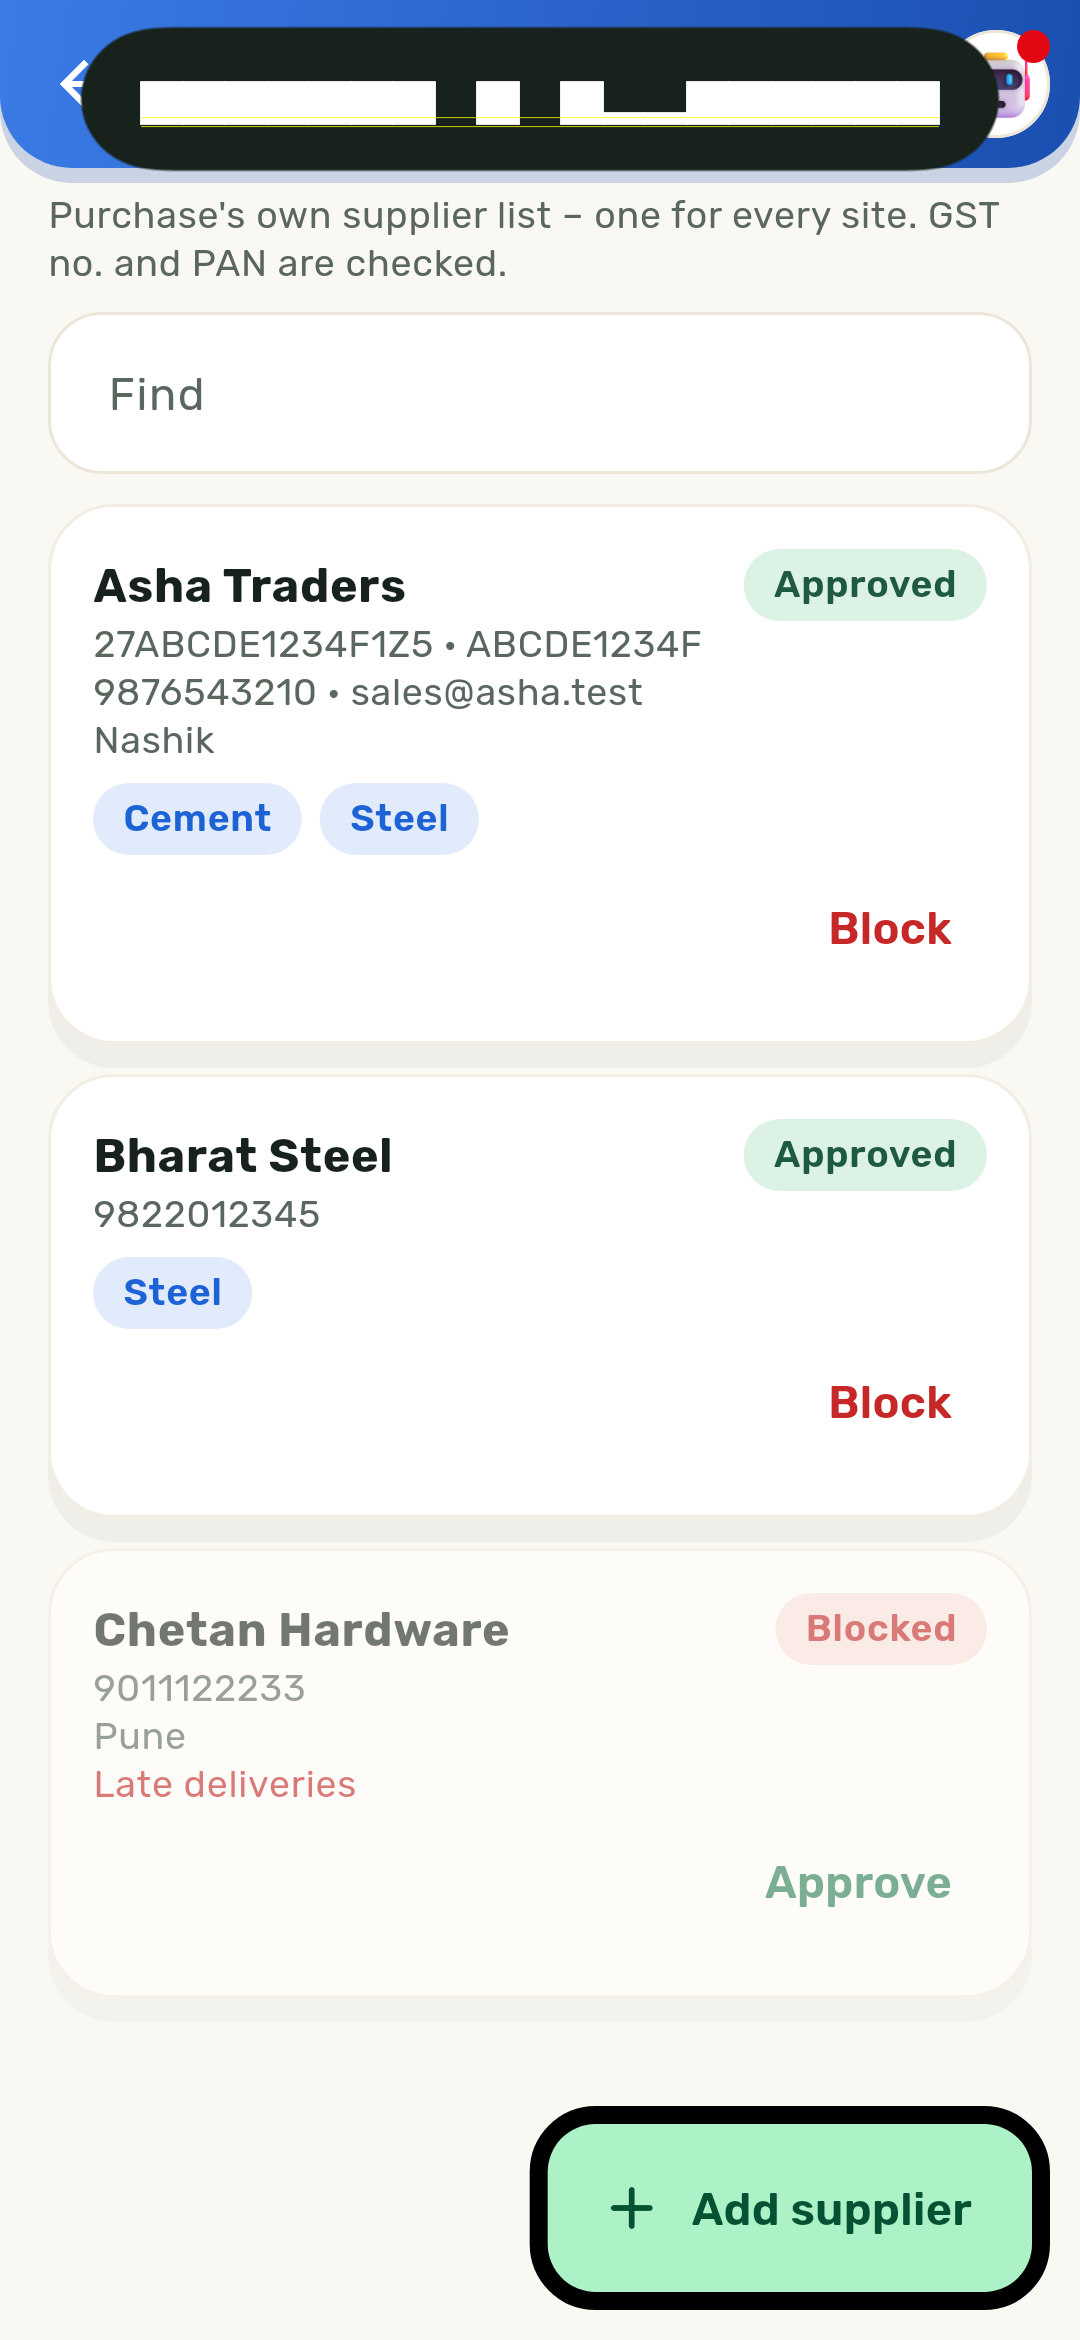 Purchase's own supplier list – one for every site. GST
no. and PAN are checked.
Find
Asha Traders
Approved
27ABCDE1234F1Z5 • ABCDE1234F
9876543210 • sales@asha.test
Nashik
Cement
Steel
Block
Bharat Steel
Approved
9822012345
Steel
Block
Chetan Hardware
Blocked
9011122233
Pune
Late deliveries
Approve
Add supplier